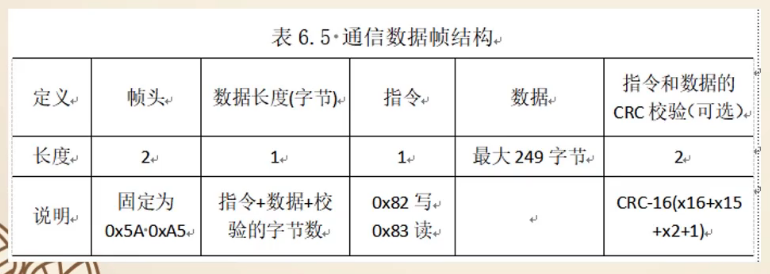 表 6.5 通信数据帧结构
定义 帧头 数据长度(字节) 指令 数据 指令和数据的
CRC 校验(可选)
长度 2 1 1 最大 249 字节 2
说明 固定为
0x5A 0xA5 指令+数据+校
验的字节数 0x82 写
0x83 读 CRC-16(x16+x15
+x2+1)